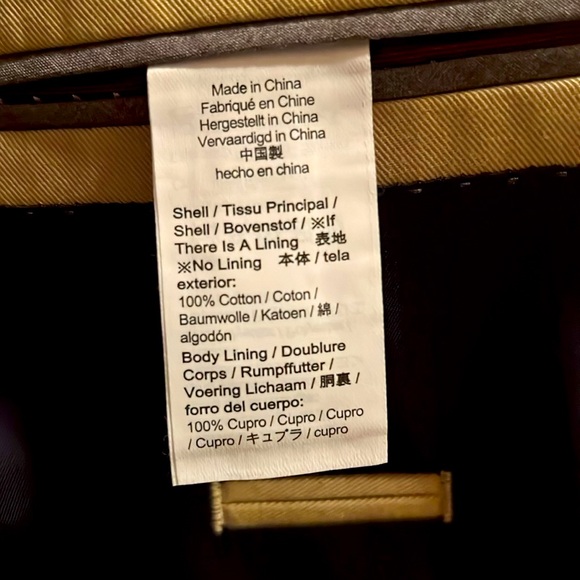 Made in China
Fabriqué en Chine
Hergestellt in China
Vervaardigd in China
中国製
hecho en china
Shell / Tissu Principal /
Shell / Bovenstof / ※If
There Is A Lining 表地
※No Lining 本体 / tela
exterior:
100% Cotton / Coton /
Baumwolle / Katoen / 綿 /
algodón
Body Lining / Doublure
Corps / Rumpffutter /
Voering Lichaam / 胴裏 /
forro del cuerpo:
100% Cupro / Cupro / Cupro
/ Cupro / キュプラ / cupro